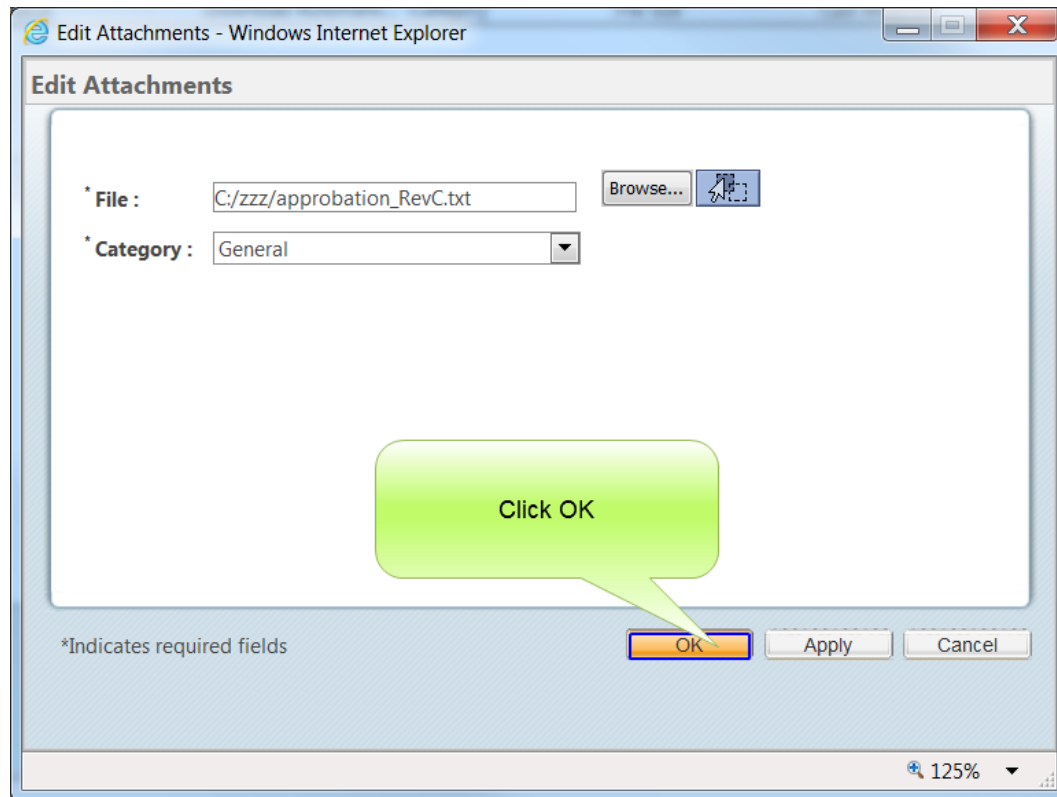 Edit Attachments - Windows Internet Explorer
Edit Attachments
* File : C:/zzz/approbation_RevC.txt Browse...
* Category : General
Click OK
*Indicates required fields OK Apply Cancel
125%